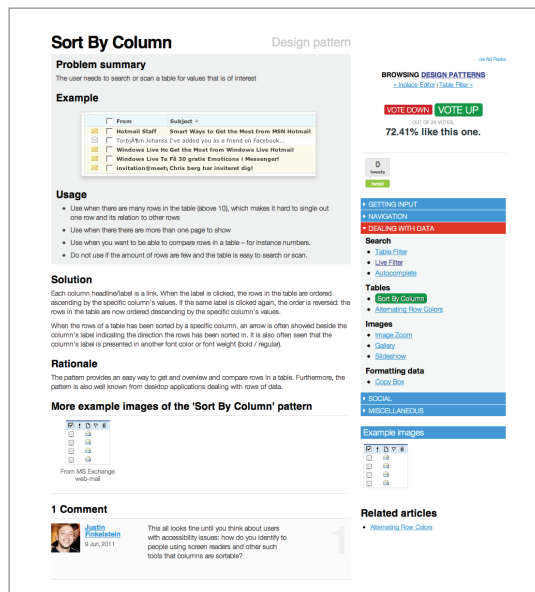 Sort By Column
Design pattern
Problem summary
The user needs to search or scan a table for values that is of interest
Example
From Subject
Hotmail Staff Smart Ways to Get the Most from MSN Hotmail
TorbjÃ¶rn Johanss I've added you as a friend on Facebook...
Windows Live Ho Get the Most from Windows Live Hotmail
Windows Live Te Få 30 gratis Emoticons i Messenger!
invitation@meet Chris berg har inviteret dig!
Usage
Use when there are many rows in the table (above 10), which makes it hard to single out
one row and its relation to other rows
Use when there there are more than one page to show
Use when you want to be able to compare rows in a table – for instance numbers.
Do not use if the amount of rows are few and the table is easy to search or scan.
Solution
Each column headline/label is a link. When the label is clicked, the rows in the table are ordered
ascending by the specific column's values. If the same label is clicked again, the order is reversed: the
rows in the table are now ordered descending by the specific column's values.
When the rows of a table has been sorted by a specific column, an arrow is often showed beside the
column's label indicating the direction the rows has been sorted in. It is also often seen that the
column's label is presented in another font color or font weight (bold / regular).
Rationale
The pattern provides an easy way to get and overview and compare rows in a table. Furthermore, the
pattern is also well known from desktop applications dealing with rows of data.
More example images of the 'Sort By Column' pattern
From MS Exchange
web-mail
1 Comment
Justin
Finkelstein
9 Jun, 2011
This all looks fine until you think about users
with accessibility issues: how do you identify to
people using screen readers and other such
tools that columns are sortable?
1
via Ad Packs
BROWSING DESIGN PATTERNS
« Inplace Editor | Table Filter »
VOTE DOWN VOTE UP
OUT OF 29 VOTES,
72.41% like this one.
0
tweets
tweet
GETTING INPUT
NAVIGATION
DEALING WITH DATA
Search
Table Filter
Live Filter
Autocomplete
Tables
Sort By Column
Alternating Row Colors
Images
Image Zoom
Gallery
Slideshow
Formatting data
Copy Box
SOCIAL
MISCELLANEOUS
Example images
Related articles
Alternating Row Colors